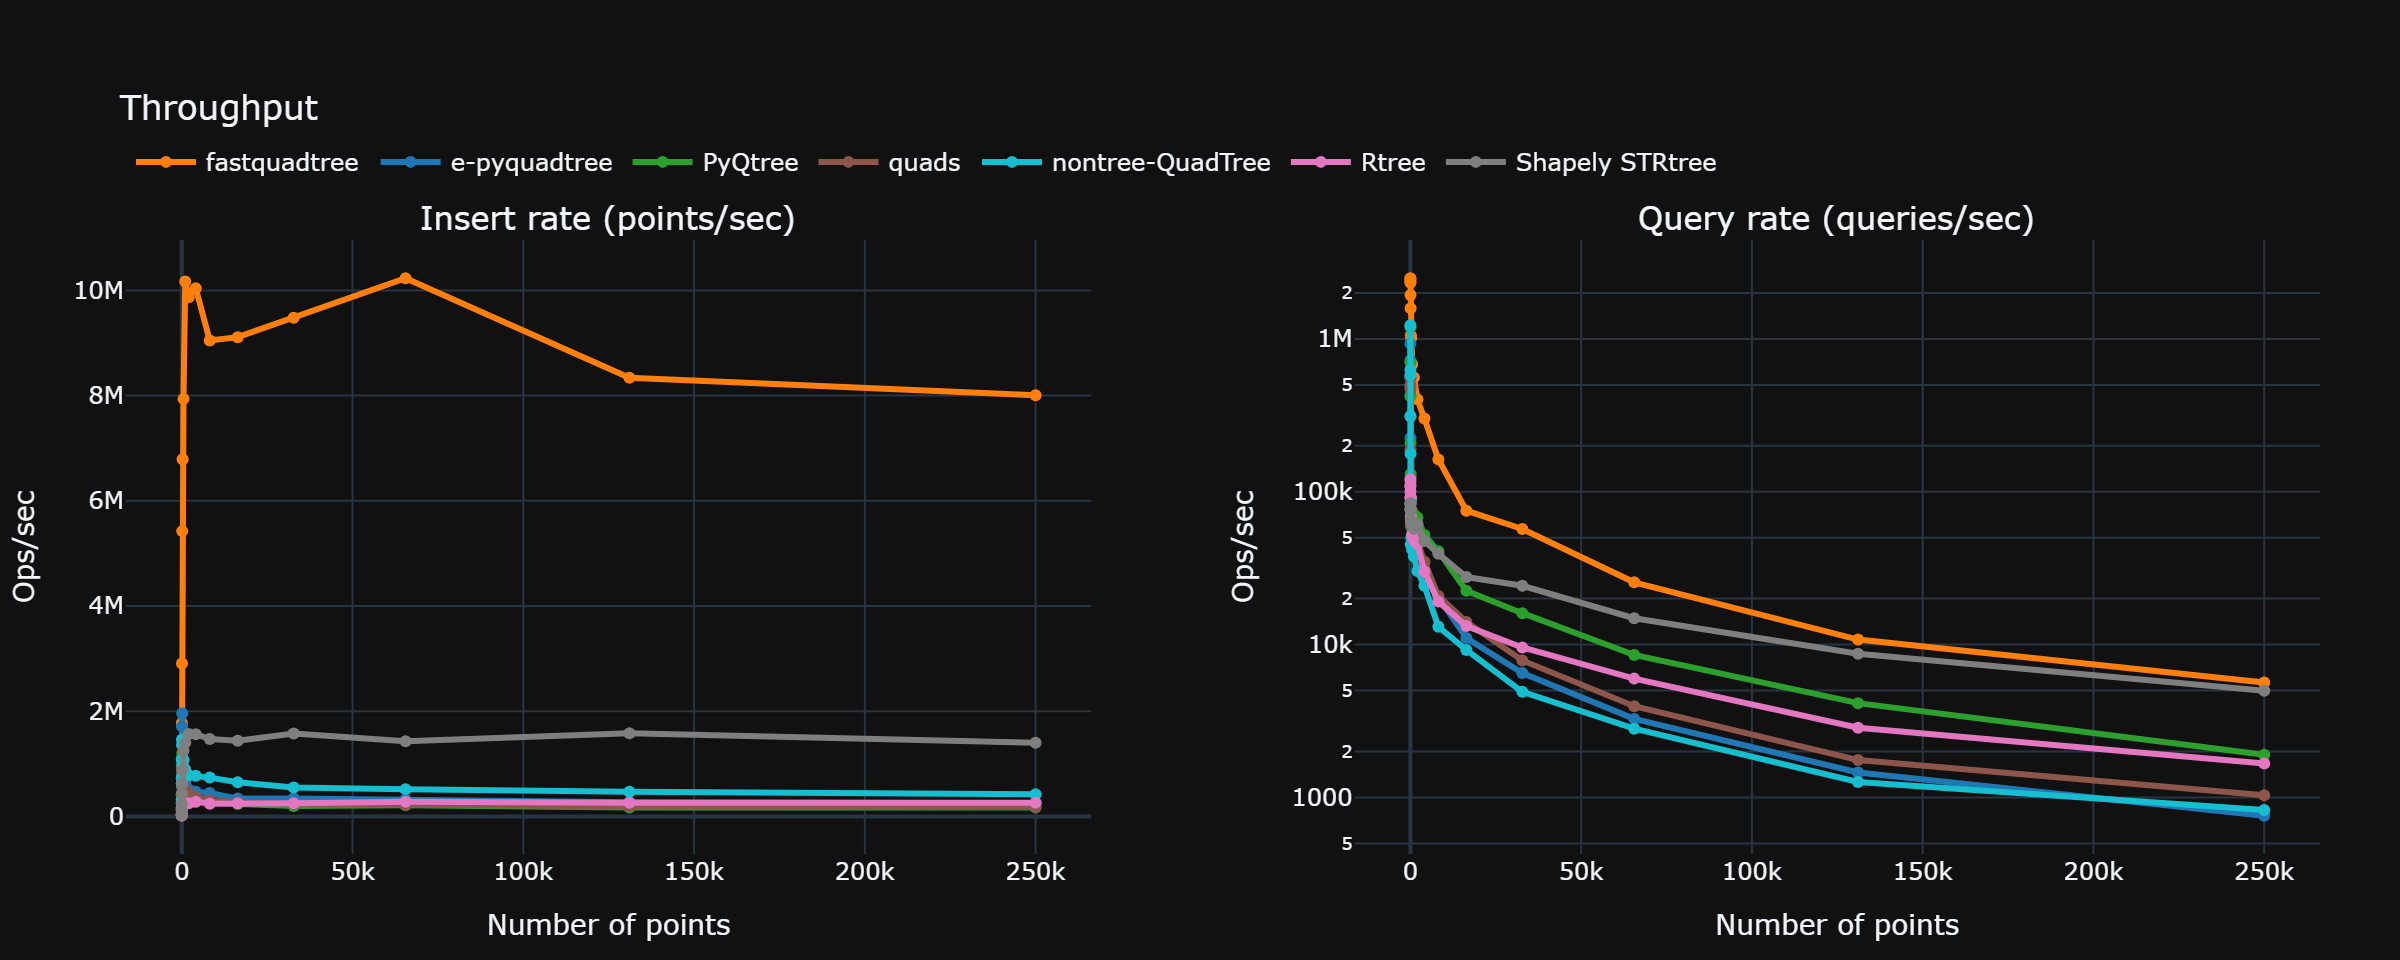 Throughput
fastquadtree e-pyquadtree PyQtree quads nontree-QuadTree Rtree Shapely STRtree
Insert rate (points/sec)
10M
8M
6M
4M
2M
0
Ops/sec
0 50k 100k 150k 200k 250k
Number of points
Query rate (queries/sec)
2
1M
5
2
100k
5
2
10k
5
2
1000
5
Ops/sec
0 50k 100k 150k 200k 250k
Number of points